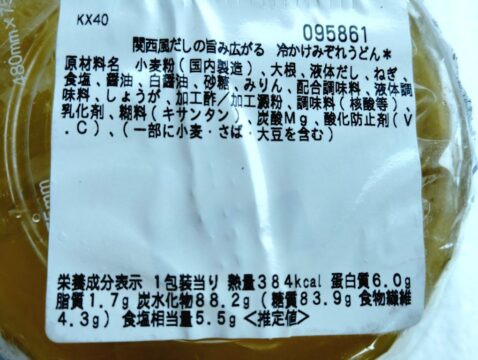 KX40
095861
関西風だしの旨み広がる 冷かけみぞれうどん*
原材料名 小麦粉(国内製造)、大根、液体だし、ねぎ、
食塩、醤油、白醤油、砂糖、みりん、配合調味料、液体調
味料、しょうが、加工酢/加工澱粉、調味料(核酸等)、
乳化剤、糊料(キサンタン)、炭酸Mg、酸化防止剤(V
.C)、(一部に小麦・さば・大豆を含む)
栄養成分表示 1包装当り 熱量384kcal 蛋白質6.0g
脂質1.7g 炭水化物88.2g(糖質83.9g 食物繊維
4.3g) 食塩相当量5.5g <推定値>